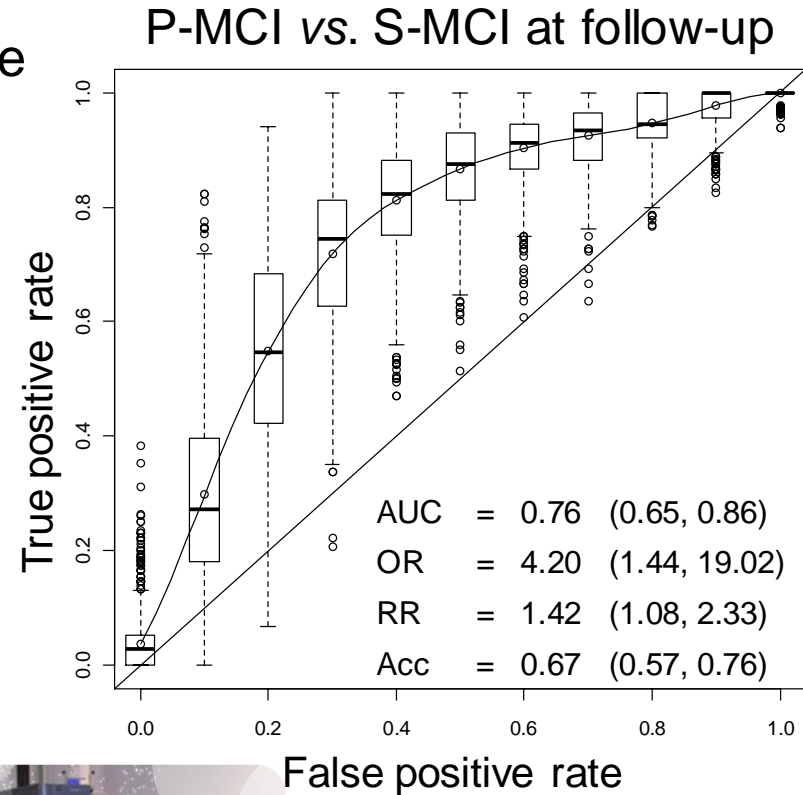 P-MCI vs. S-MCI at follow-up
e
True positive rate
1.0
0.8
0.6
0.4
0.2
0.0
AUC = 0.76 (0.65, 0.86)
OR = 4.20 (1.44, 19.02)
RR = 1.42 (1.08, 2.33)
Acc = 0.67 (0.57, 0.76)
0.0 0.2 0.4 0.6 0.8 1.0
False positive rate